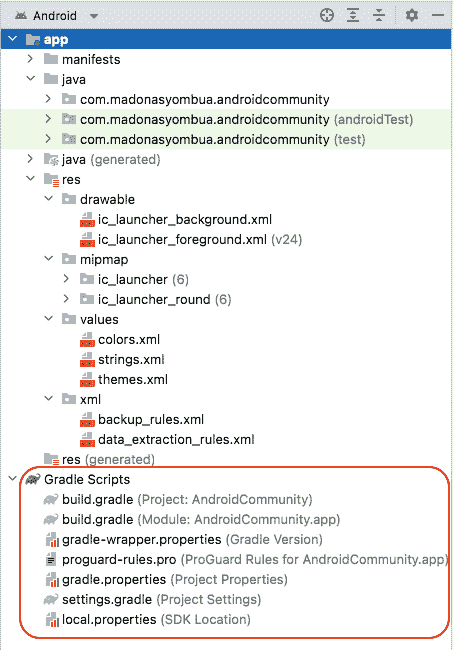 Android
app
manifests
java
com.madonasyombua.androidcommunity
com.madonasyombua.androidcommunity (androidTest)
com.madonasyombua.androidcommunity (test)
java (generated)
res
drawable
ic_launcher_background.xml
ic_launcher_foreground.xml (v24)
mipmap
ic_launcher (6)
ic_launcher_round (6)
values
colors.xml
strings.xml
themes.xml
xml
backup_rules.xml
data_extraction_rules.xml
res (generated)
Gradle Scripts
build.gradle (Project: AndroidCommunity)
build.gradle (Module: AndroidCommunity.app)
gradle-wrapper.properties (Gradle Version)
proguard-rules.pro (ProGuard Rules for AndroidCommunity.app)
gradle.properties (Project Properties)
settings.gradle (Project Settings)
local.properties (SDK Location)